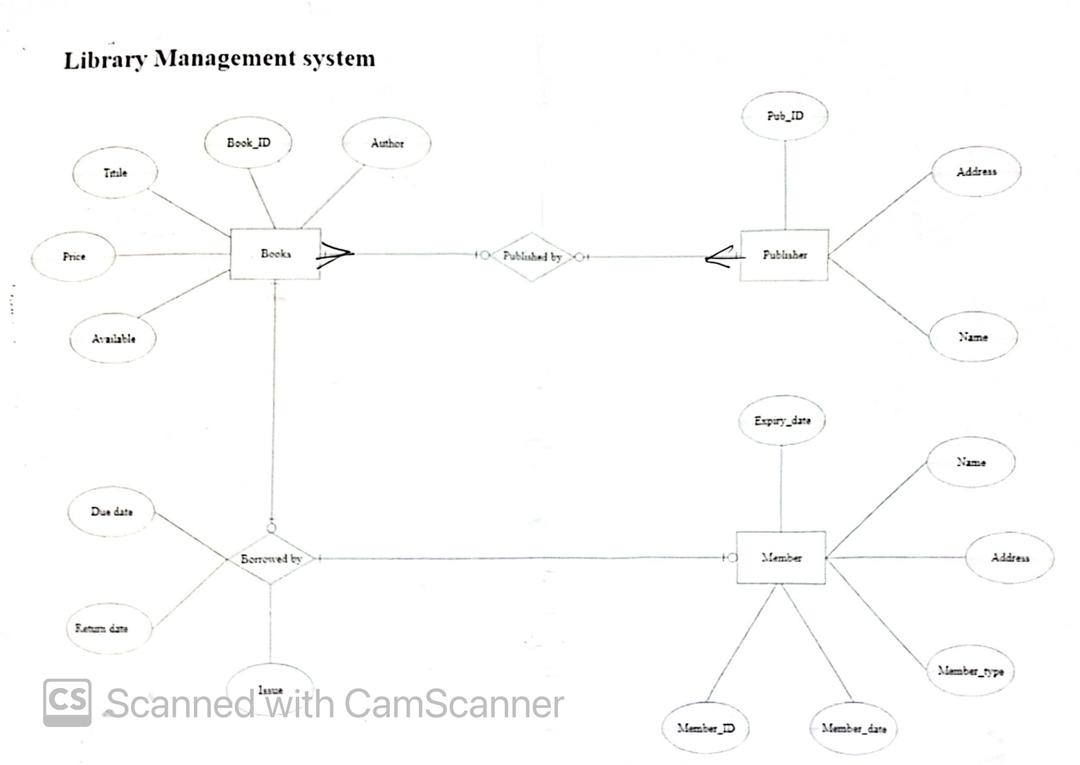 Library Management system
Pub_ID
Book_ID
Author
Tittle
Address
Price
Books
Published by
Publisher
Available
Name
Expiry_date
Name
Due date
Borrowed by
Member
Address
Return date
Member_type
Issue
CS Scanned with CamScanner
Member_ID
Member_date